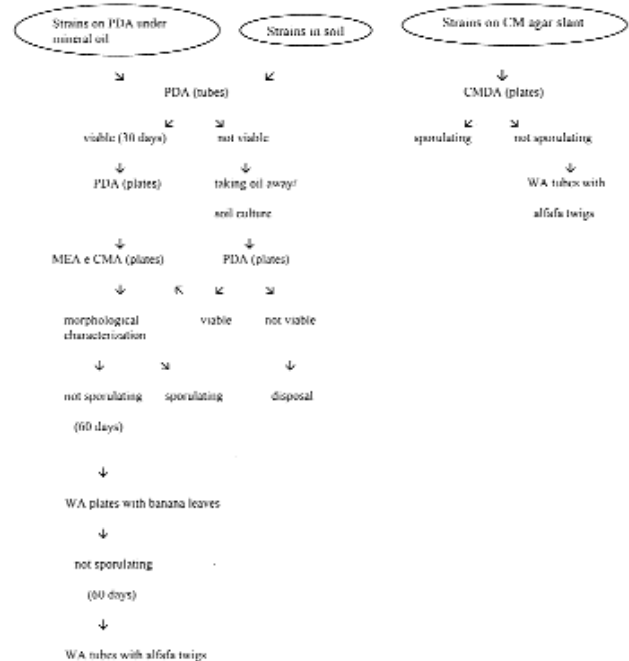 Strains on PDA under
mineral oil
Strains in soil
Strains on CM agar slant
PDA (tubes)
CMDA (plates)
viable (30 days)
not viable
sporulating
not sporulating
PDA (plates)
taking oil away/
WA tubes with
soil culture
alfafa twigs
MEA e CMA (plates)
PDA (plates)
morphological
characterization
viable
not viable
not sporulating
sporulating
disposal
(60 days)
WA plates with banana leaves
not sporulating
(60 days)
WA tubes with alfafa twigs